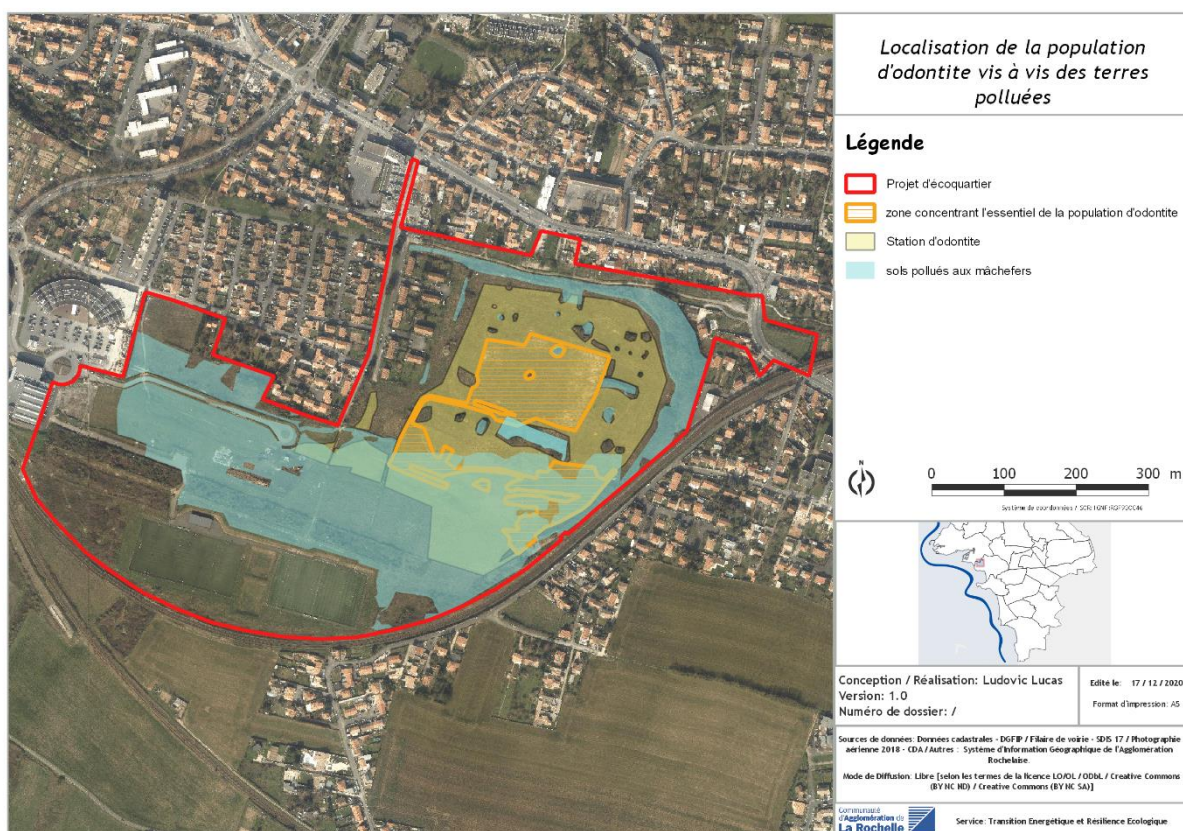 Localisation de la population
d'odontite vis à vis des terres
polluées
Légende
Projet d'écoquartier
zone concentrant l'essentiel de la population d'odontite
Station d'odontite
sols pollués aux mâchefers
N
0 100 200 300 m
Système de coordonnées / SCR:
Conception / Réalisation: Ludovic Lucas
Version: 1.0
Numéro de dossier: /
Edité le: 17 / 12 / 2020
Format d'impression: A5
Sources de données: Données cadastrales - DGFIP / Filaire de voirie - SDIS 17 / Photographie
aérienne 2018 - CDA / Autres : Système d'Information Géographique de l'Agglomération
Rochelaise.
Mode de Diffusion: Libre [selon les termes de la licence LO/OL / ODbL / Creative Commons
(BY NC ND) / Creative Commons (BY NC SA)]
Communauté
d'Agglomération de
La Rochelle
Service: Transition Energétique et Résilience Ecologique